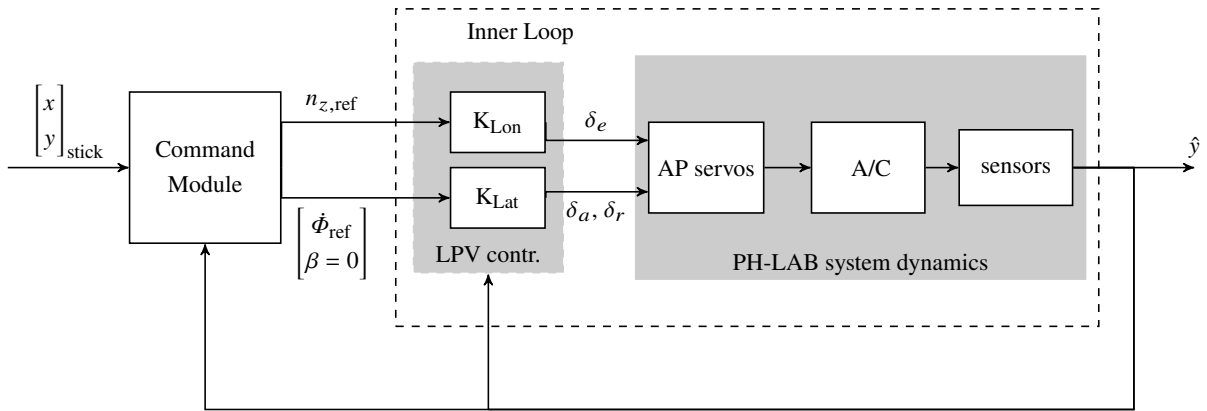 Inner Loop
[x
y]stick
Command
Module
n_z,ref
[Φ̇_ref
β = 0]
K_Lon
K_Lat
LPV contr.
δ_e
δ_a, δ_r
AP servos
A/C
sensors
PH-LAB system dynamics
ŷ